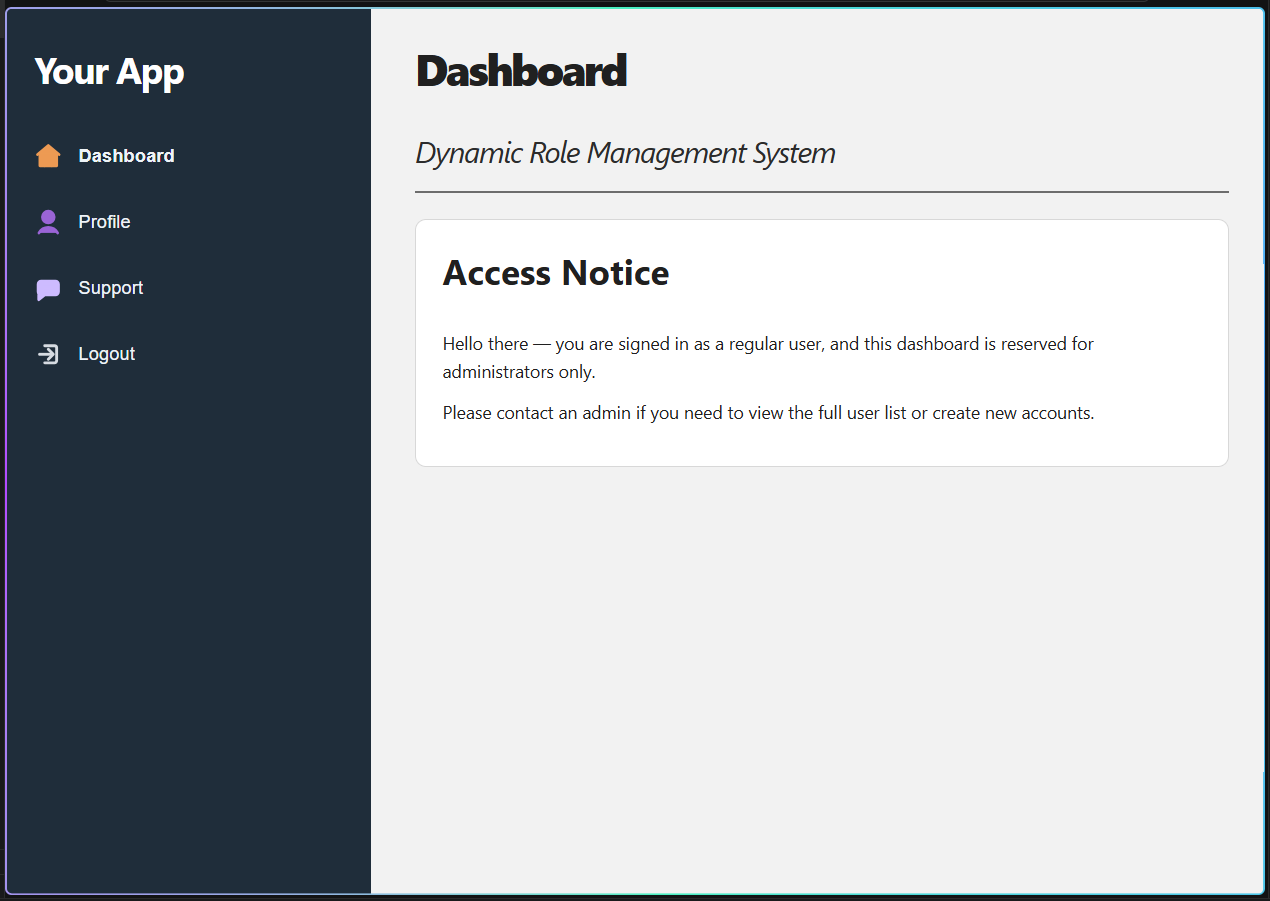 Your App
Dashboard
Profile
Support
Logout
Dashboard
Dynamic Role Management System
Access Notice
Hello there — you are signed in as a regular user, and this dashboard is reserved for
administrators only.
Please contact an admin if you need to view the full user list or create new accounts.